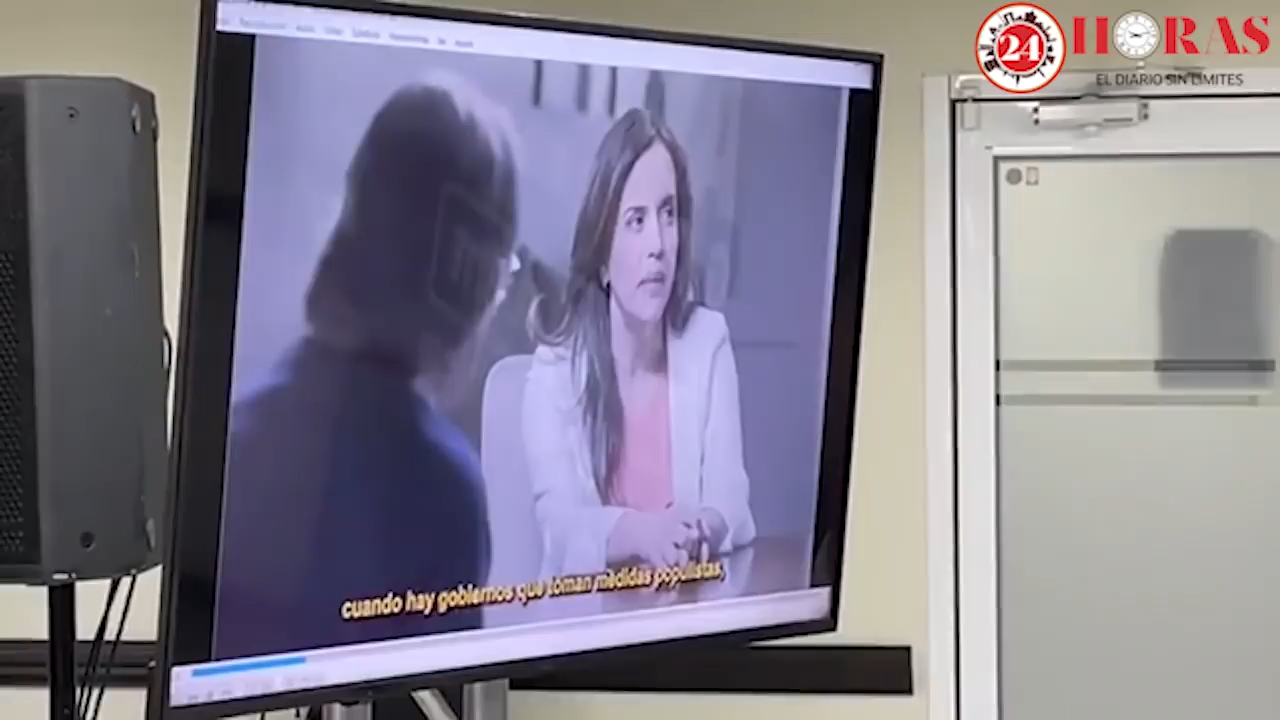 24 HORAS
EL DIARIO SIN LIMITES
cuando hay gobiernos que toman medidas populistas,